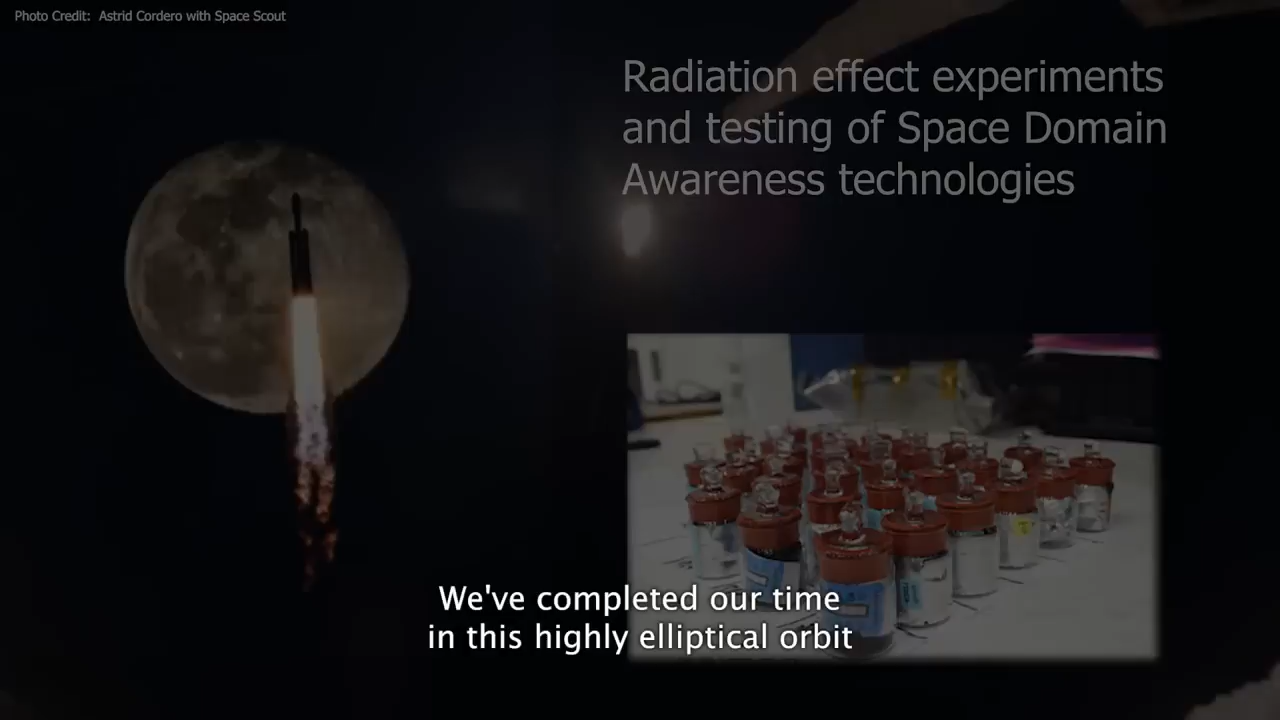 Photo Credit:  Astrid Cordero with Space Scout
Radiation effect experiments
and testing of Space Domain
Awareness technologies
We've completed our time
in this highly elliptical orbit